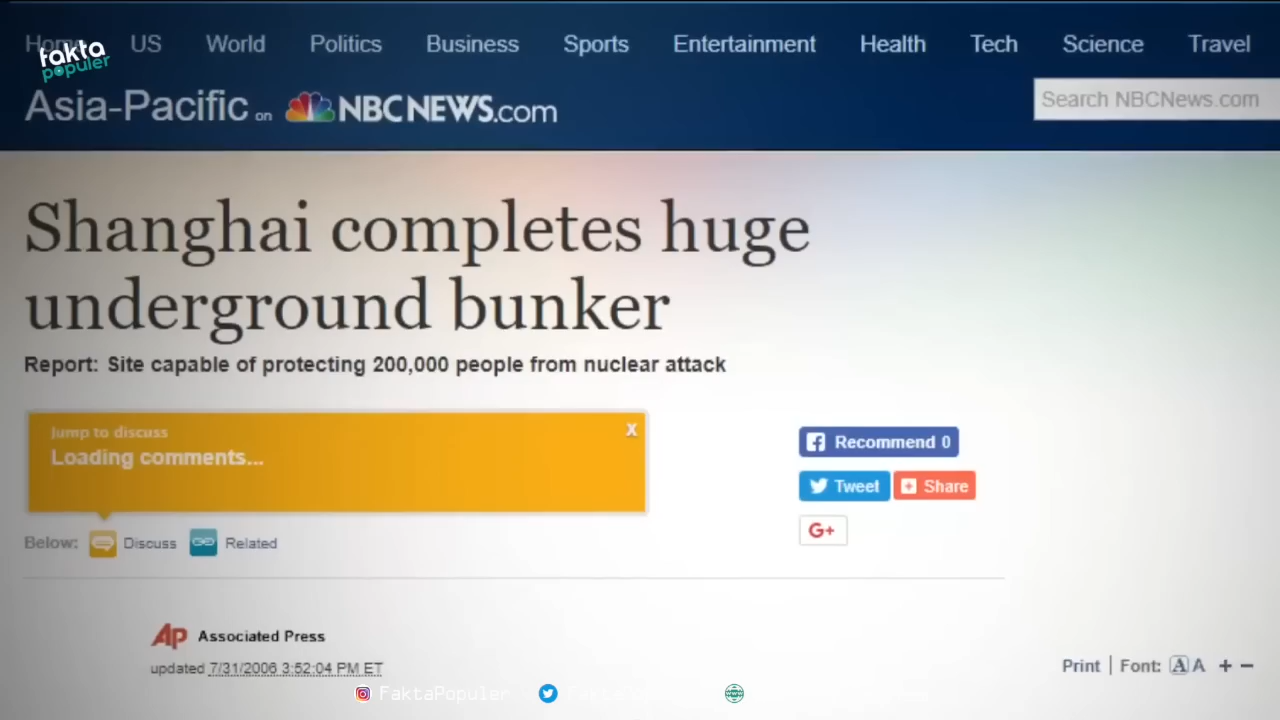 Home US World Politics Business Sports Entertainment Health Tech Science Travel
fakta
populer
Asia-Pacific on NBCNEWS.com
Search NBCNews.com
Shanghai completes huge
underground bunker
Report: Site capable of protecting 200,000 people from nuclear attack
Jump to discuss
X
Loading comments...
Recommend 0
Tweet Share
G+
Below: Discuss Related
AP Associated Press
updated 7/31/2006 3:52:04 PM ET
Print | Font: A A + −
FaktaPopuler